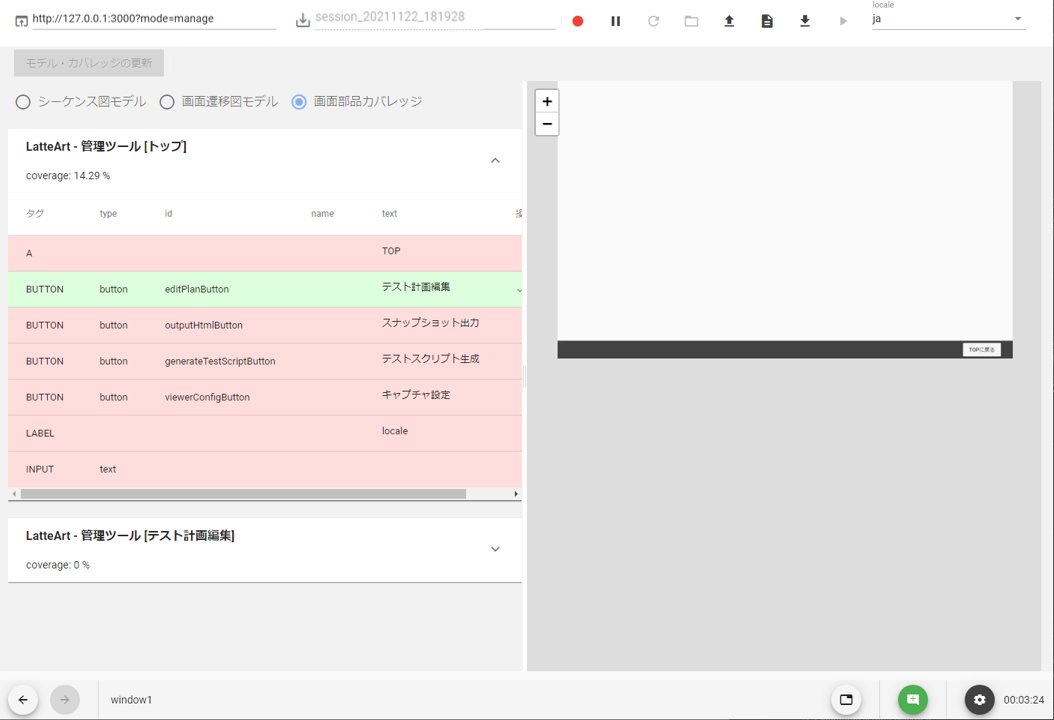 http://127.0.0.1:3000?mode=manage
session_20211122_181928
locale
ja
モデル・カバレッジの更新
シーケンス図モデル
画面遷移図モデル
画面部品カバレッジ
LatteArt - 管理ツール [トップ]
coverage: 14.29 %
タグ type id name text
A TOP
BUTTON button editPlanButton テスト計画編集
BUTTON button outputHtmlButton スナップショット出力
BUTTON button generateTestScriptButton テストスクリプト生成
BUTTON button viewerConfigButton キャプチャ設定
LABEL locale
INPUT text
LatteArt - 管理ツール [テスト計画編集]
coverage: 0 %
+
−
TOPに戻る
window1
00:03:24